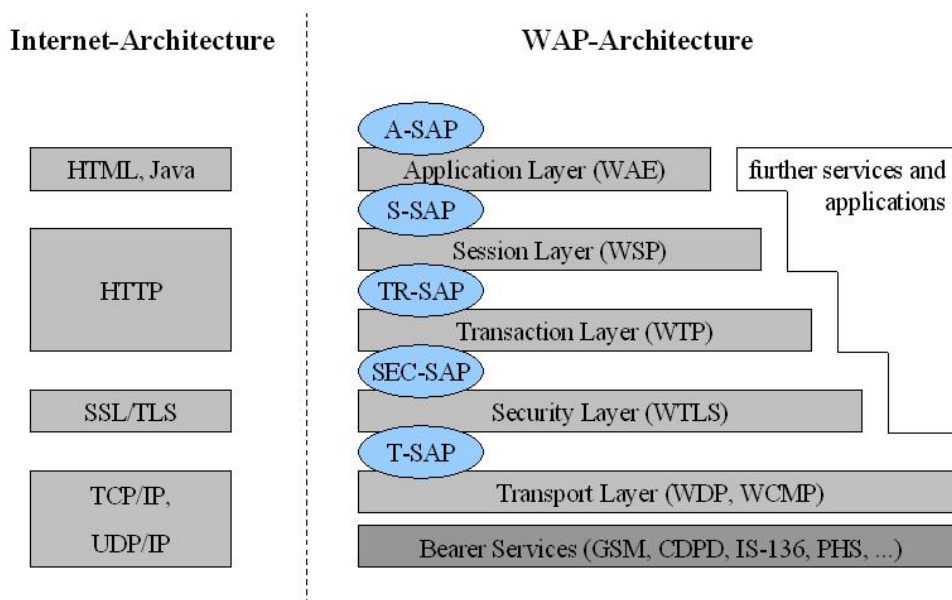 Internet-Architecture
WAP-Architecture
HTML, Java
HTTP
SSL/TLS
TCP/IP,
UDP/IP
A-SAP
Application Layer (WAE)
S-SAP
Session Layer (WSP)
TR-SAP
Transaction Layer (WTP)
SEC-SAP
Security Layer (WTLS)
T-SAP
Transport Layer (WDP, WCMP)
Bearer Services (GSM, CDPD, IS-136, PHS, ...)
further services and
applications